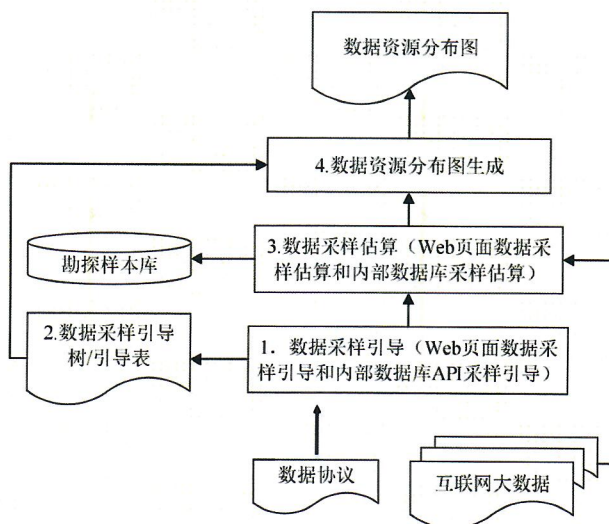 数据资源分布图
4.数据资源分布图生成
3.数据采样估算（Web页面数据采
样估算和内部数据库采样估算）
勘探样本库
2.数据采样引导
树/引导表
1．数据采样引导（Web页面数据采
样引导和内部数据库API采样引导）
数据协议
互联网大数据